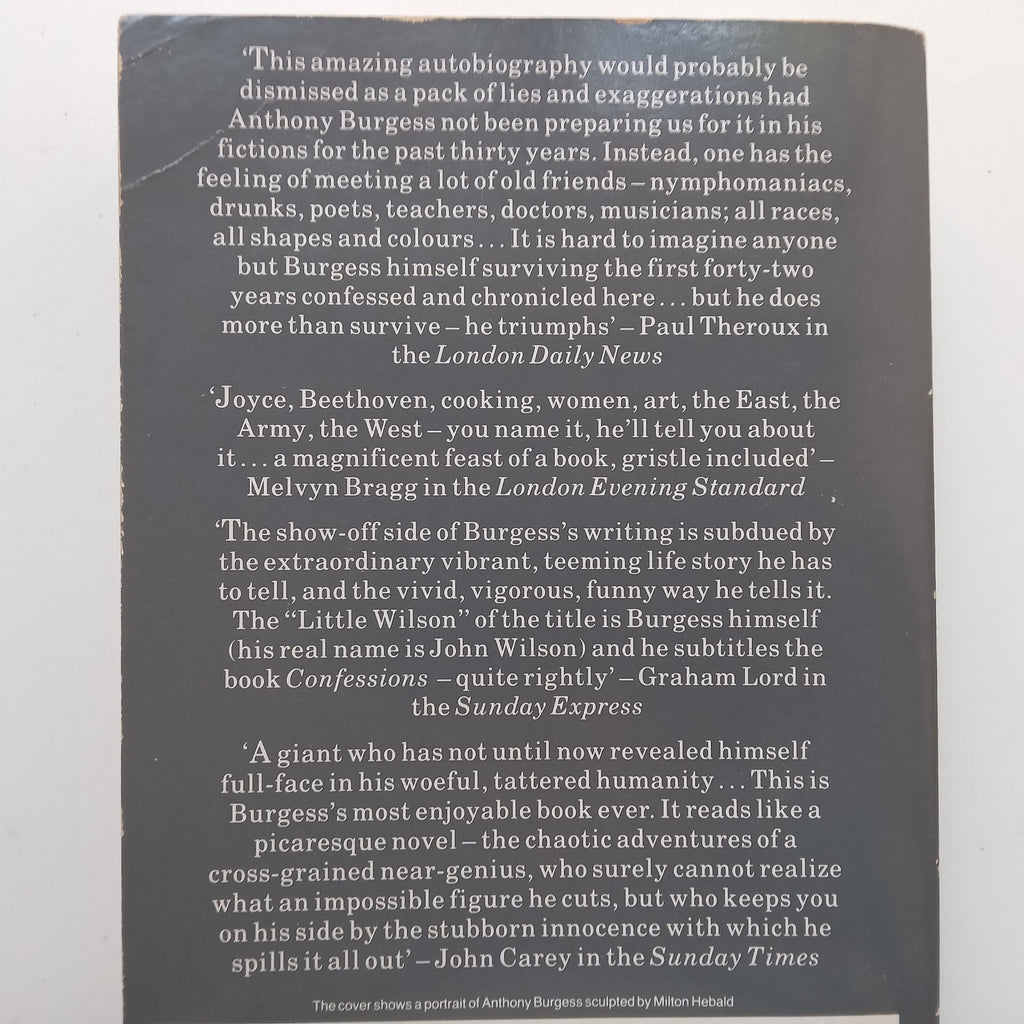 ‘This amazing autobiography would probably be
dismissed as a pack of lies and exaggerations had
Anthony Burgess not been preparing us for it in his
fictions for the past thirty years. Instead, one has the
feeling of meeting a lot of old friends – nymphomaniacs,
drunks, poets, teachers, doctors, musicians; all races,
all shapes and colours... It is hard to imagine anyone
but Burgess himself surviving the first forty-two
years confessed and chronicled here... but he does
more than survive – he triumphs’ – Paul Theroux in
the London Daily News
‘Joyce, Beethoven, cooking, women, art, the East, the
Army, the West – you name it, he’ll tell you about
it... a magnificent feast of a book, gristle included’ –
Melvyn Bragg in the London Evening Standard
‘The show-off side of Burgess’s writing is subdued by
the extraordinary vibrant, teeming life story he has
to tell, and the vivid, vigorous, funny way he tells it.
The “Little Wilson” of the title is Burgess himself
(his real name is John Wilson) and he subtitles the
book Confessions – quite rightly’ – Graham Lord in
the Sunday Express
‘A giant who has not until now revealed himself
full-face in his woeful, tattered humanity... This is
Burgess’s most enjoyable book ever. It reads like a
picaresque novel – the chaotic adventures of a
cross-grained near-genius, who surely cannot realize
what an impossible figure he cuts, but who keeps you
on his side by the stubborn innocence with which he
spills it all out’ – John Carey in the Sunday Times
The cover shows a portrait of Anthony Burgess sculpted by Milton Hebald